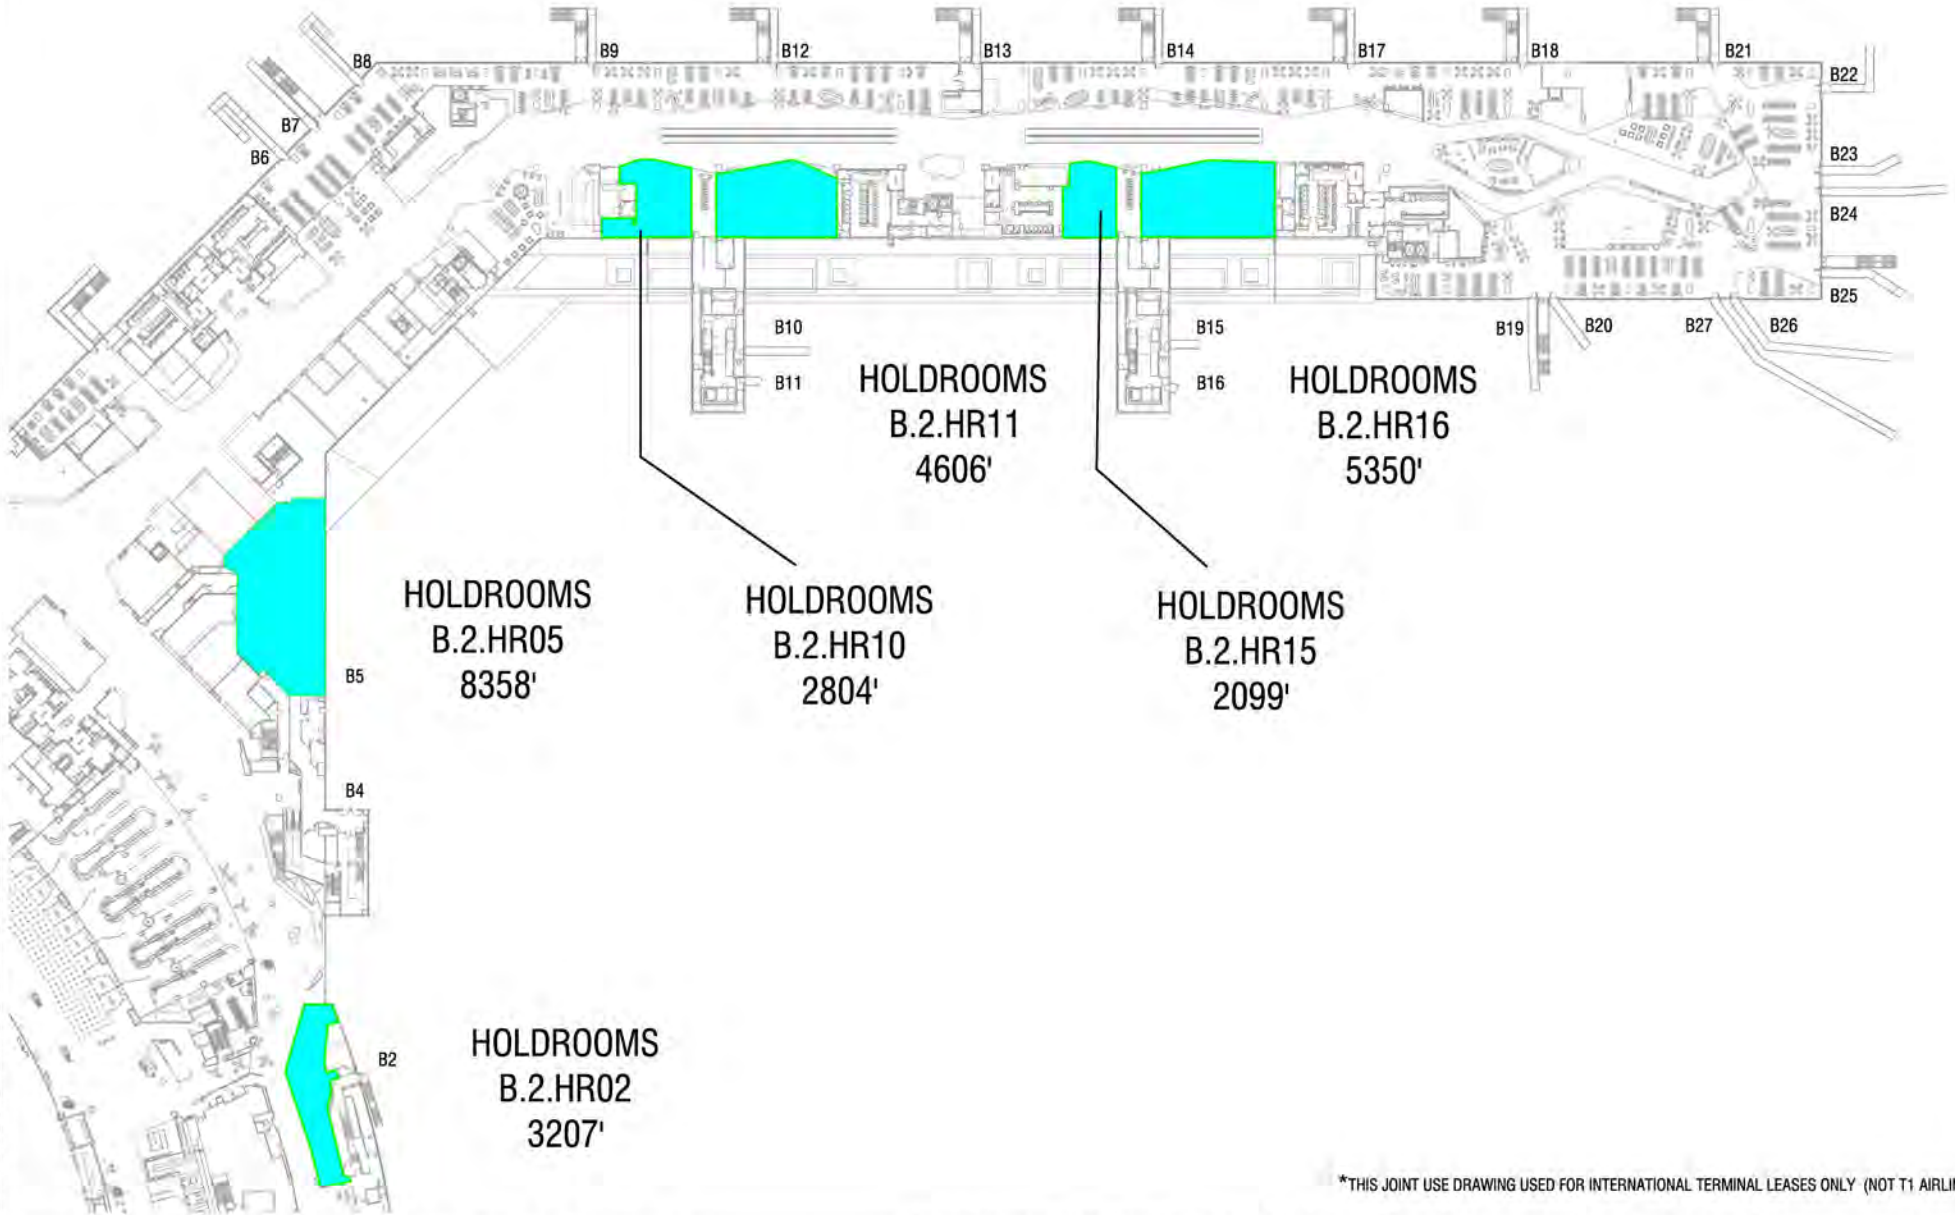 B9
B12
B13
B14
B17
B18
B21
B8
B22
B7
B6
B23
B24
B25
B10
B15
B19
B20
B27
B26
B11
B16
HOLDROOMS
B.2.HR11
4606'
HOLDROOMS
B.2.HR16
5350'
HOLDROOMS
B.2.HR05
8358'
HOLDROOMS
B.2.HR10
2804'
HOLDROOMS
B.2.HR15
2099'
B5
B4
B2
HOLDROOMS
B.2.HR02
3207'
*THIS JOINT USE DRAWING USED FOR INTERNATIONAL TERMINAL LEASES ONLY (NOT T1